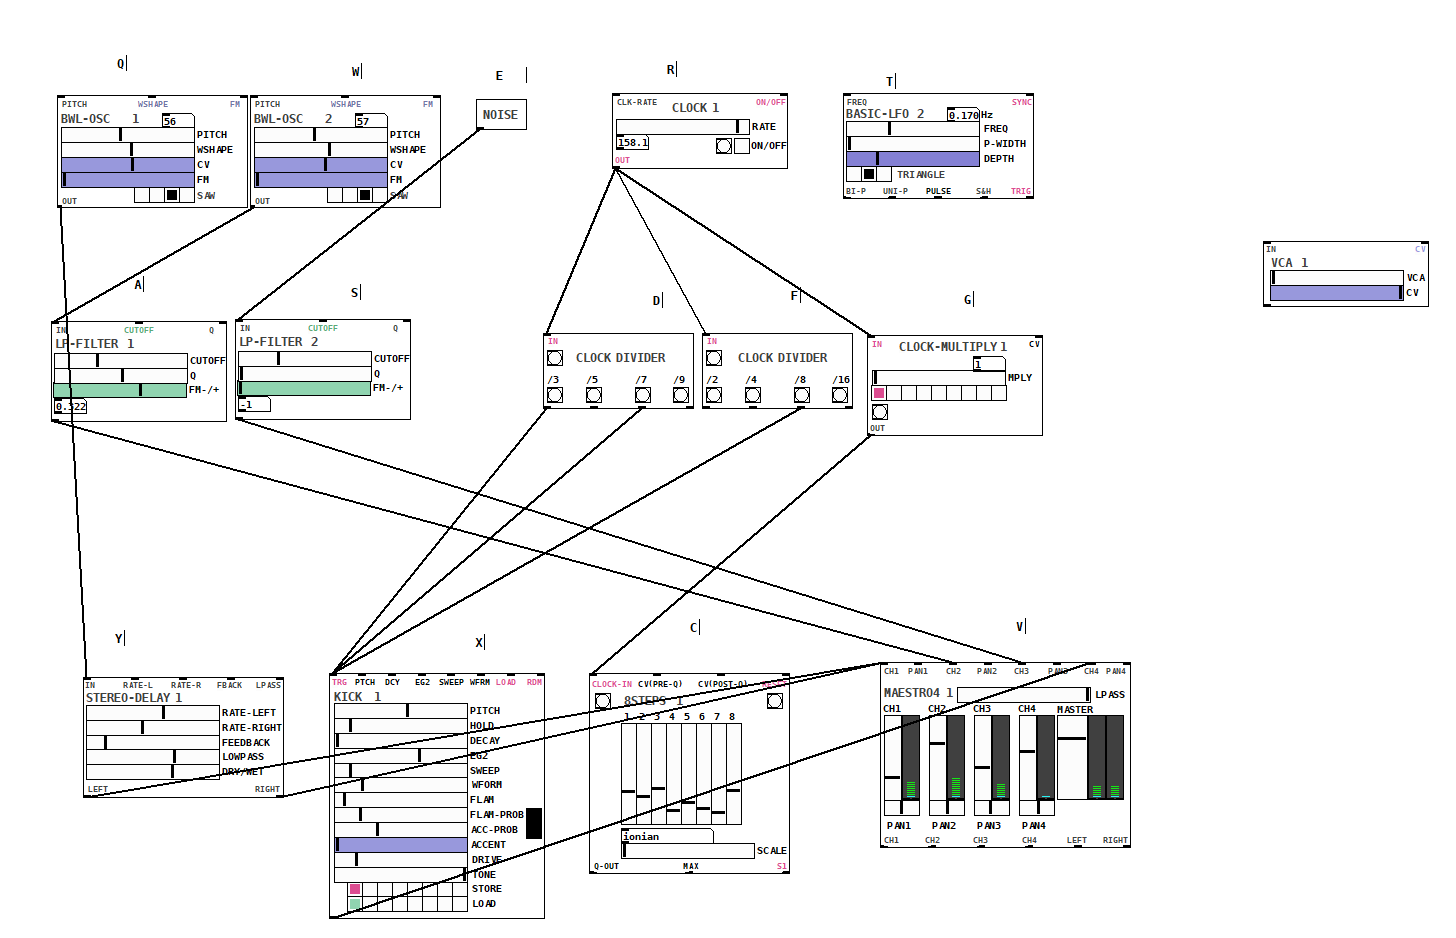 Q
W
E
R
T
PITCH WSHAPE FM
BWL-OSC 1 56
PITCH
WSHAPE
CV
FM
SAW
OUT
PITCH WSHAPE FM
BWL-OSC 2 57
PITCH
WSHAPE
CV
FM
SAW
OUT
NOISE
CLK-RATE CLOCK 1 ON/OFF
RATE
158.1 ON/OFF
OUT
FREQ SYNC
BASIC-LFO 2 0.170 Hz
FREQ
P-WIDTH
DEPTH
TRIANGLE
BI-P UNI-P PULSE S&H TRIG
IN CV
VCA 1
VCA
CV
A
S
D
F
G
IN CUTOFF Q
LP-FILTER 1
CUTOFF
Q
FM-/+
0.322
IN CUTOFF Q
LP-FILTER 2
CUTOFF
Q
FM-/+
-1
IN
CLOCK DIVIDER
/3 /5 /7 /9
IN
CLOCK DIVIDER
/2 /4 /8 /16
IN CLOCK-MULTIPLY 1 CV
1
MPLY
OUT
Y
X
C
V
IN RATE-L RATE-R FBACK LPASS
STEREO-DELAY 1
RATE-LEFT
RATE-RIGHT
FEEDBACK
LOWPASS
DRY/WET
LEFT RIGHT
TRG PTCH DCY EG2 SWEEP WFRM LOAD RDM
KICK 1
PITCH
HOLD
DECAY
EG2
SWEEP
WFORM
FLAM
FLAM-PROB
ACC-PROB
ACCENT
DRIVE
TONE
STORE
LOAD
CLOCK-IN CV(PRE-Q) CV(POST-Q)
8STEPS 1
1 2 3 4 5 6 7 8
ionian
SCALE
Q-OUT MAX S1
CH1 PAN1 CH2 PAN2 CH3 PAN3 CH4 PAN4
MAESTRO4 1 LPASS
CH1 CH2 CH3 CH4 MASTER
PAN1 PAN2 PAN3 PAN4
CH1 CH2 CH3 CH4 LEFT RIGHT